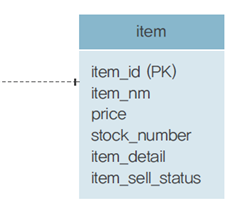 item
item_id (PK)
item_nm
price
stock_number
item_detail
item_sell_status